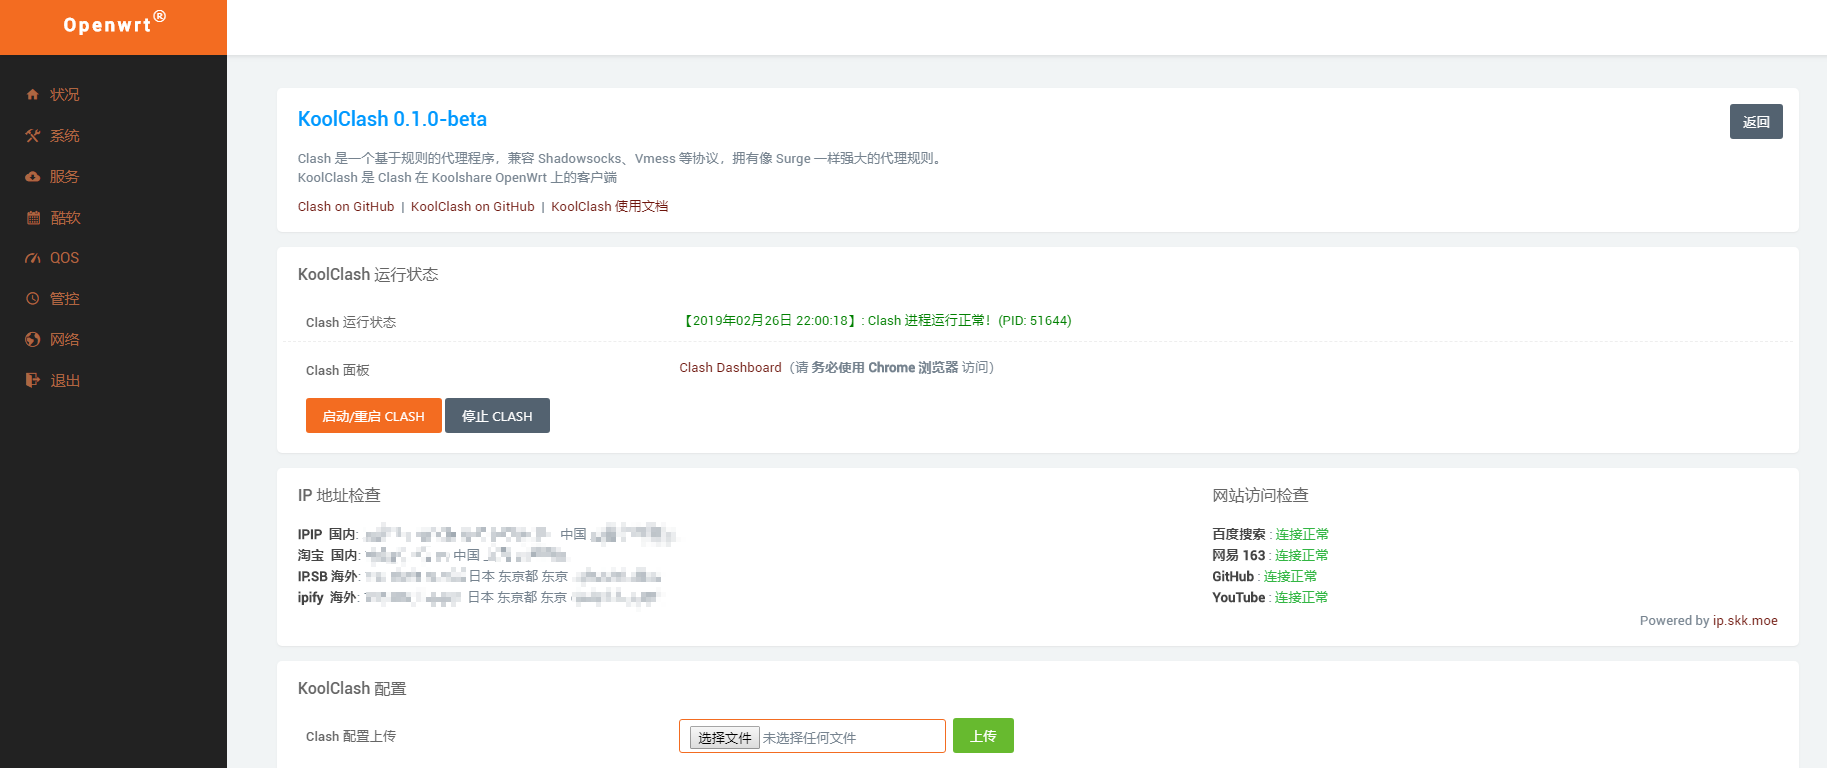 Openwrt®
状况
系统
服务
酷软
QOS
管控
网络
退出
KoolClash 0.1.0-beta
返回
Clash 是一个基于规则的代理程序，兼容 Shadowsocks、Vmess 等协议，拥有像 Surge 一样强大的代理规则。
KoolClash 是 Clash 在 Koolshare OpenWrt 上的客户端
Clash on GitHub | KoolClash on GitHub | KoolClash 使用文档
KoolClash 运行状态
Clash 运行状态 【2019年02月26日 22:00:18】: Clash 进程运行正常！(PID: 51644)
Clash 面板 Clash Dashboard（请 务必使用 Chrome 浏览器 访问）
启动/重启 CLASH 停止 CLASH
IP 地址检查
IPIP 国内: 中国
淘宝 国内: 中国
IP.SB 海外: 日本 东京都 东京
ipify 海外: 日本 东京都 东京
网站访问检查
百度搜索 : 连接正常
网易 163 : 连接正常
GitHub : 连接正常
YouTube : 连接正常
Powered by ip.skk.moe
KoolClash 配置
Clash 配置上传 选择文件 未选择任何文件 上传